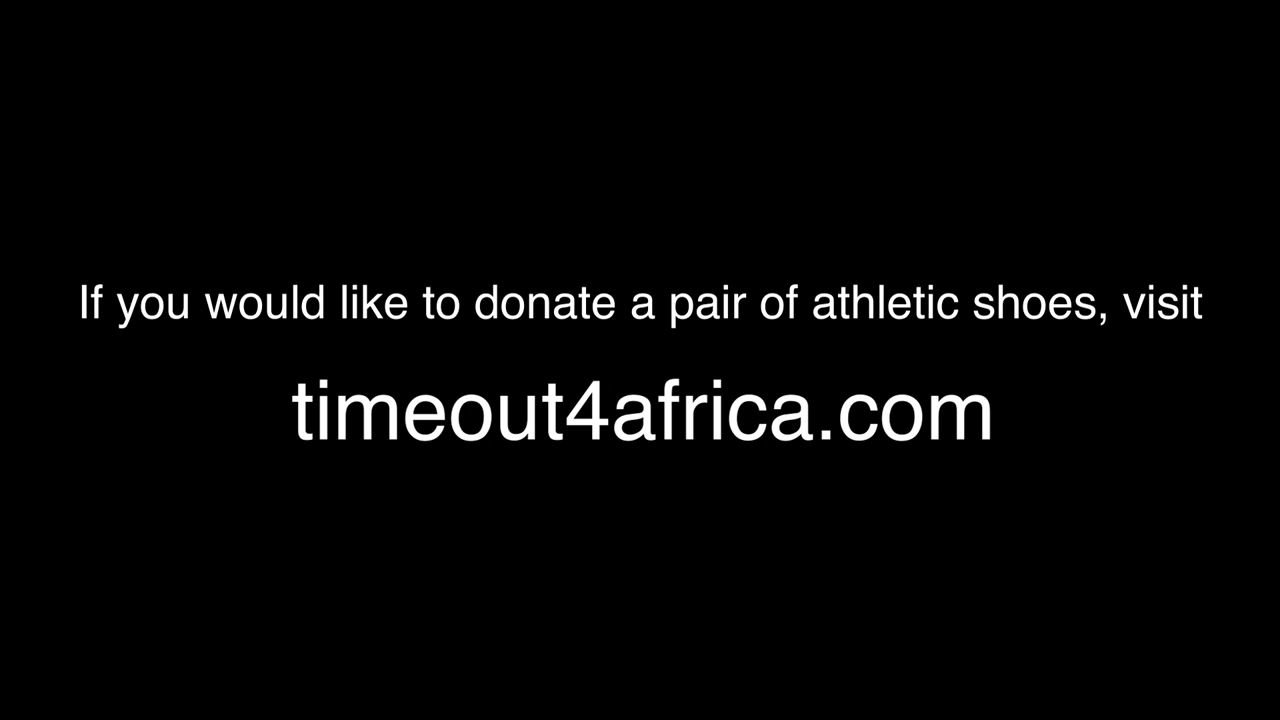 If you would like to donate a pair of athletic shoes, visit
timeout4africa.com